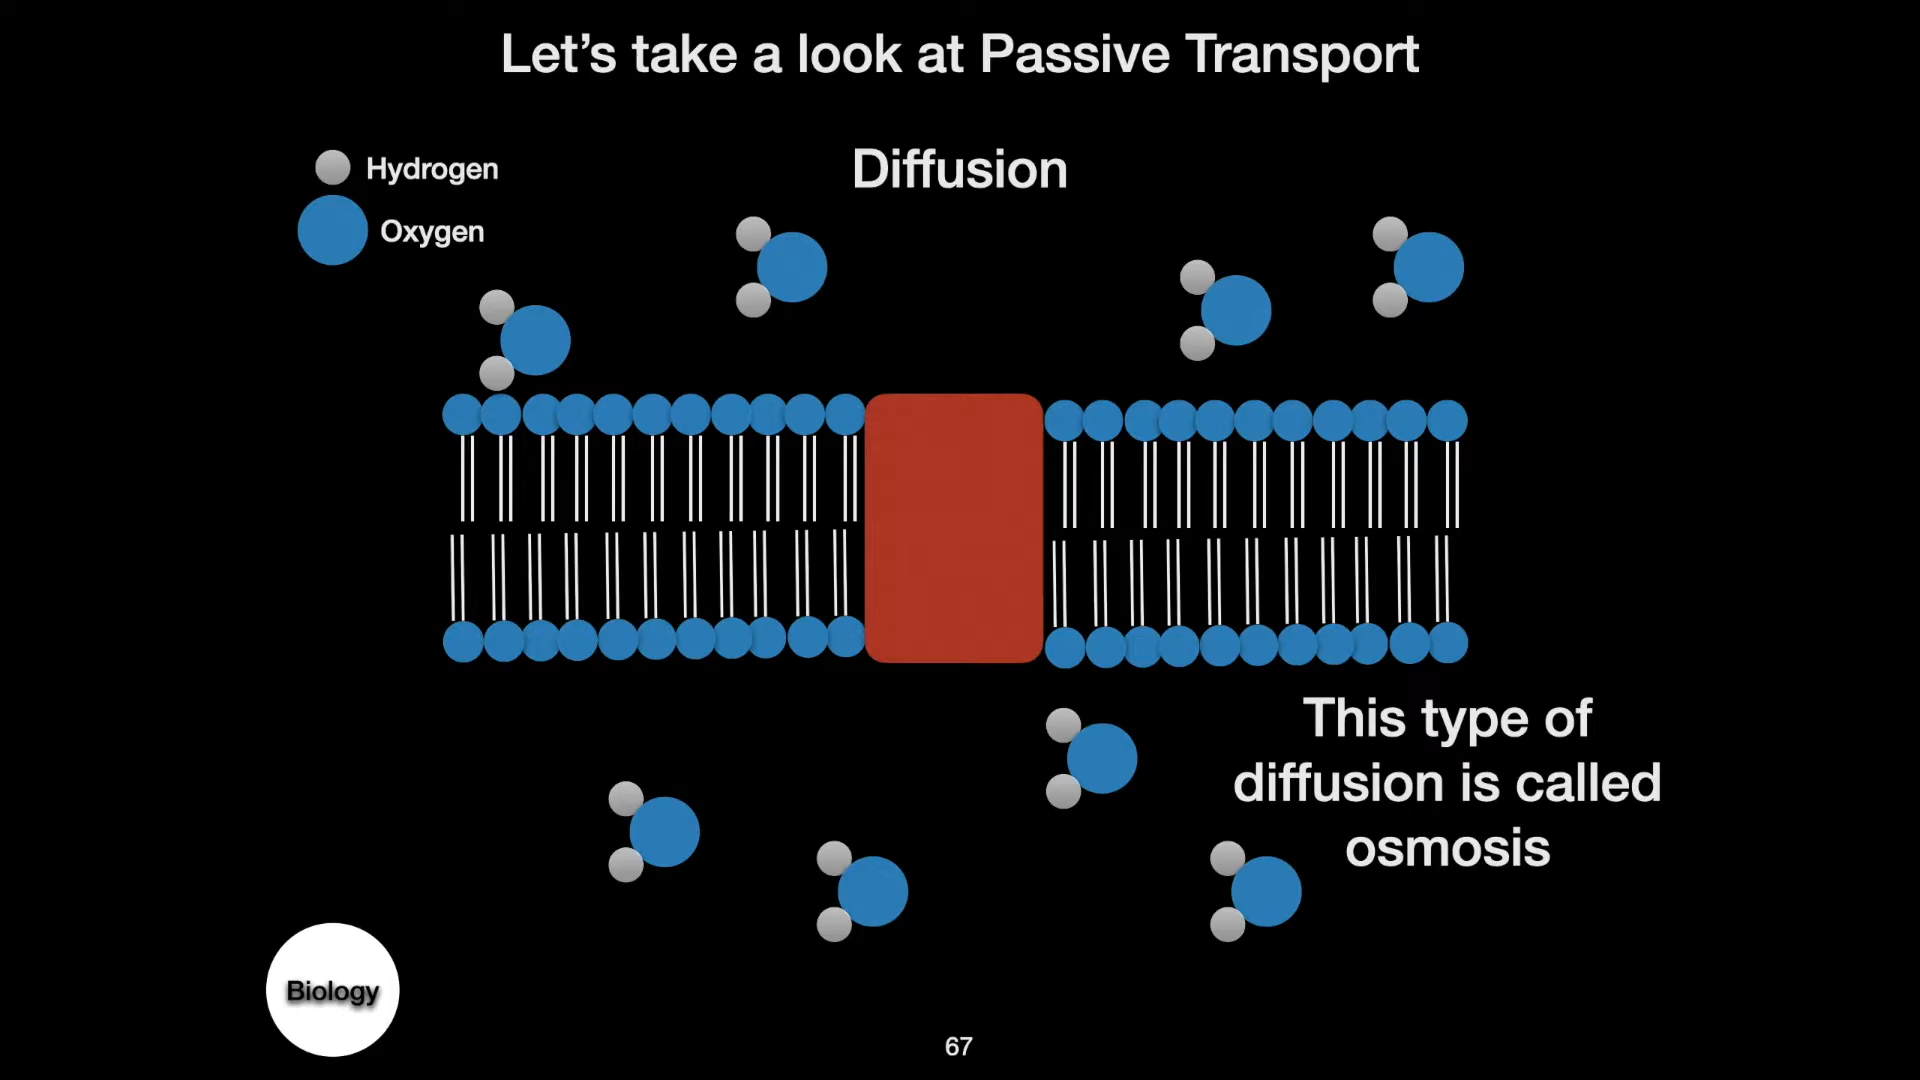 Let’s take a look at Passive Transport
Diffusion
Hydrogen
Oxygen
This type of
diffusion is called
osmosis
Biology
67